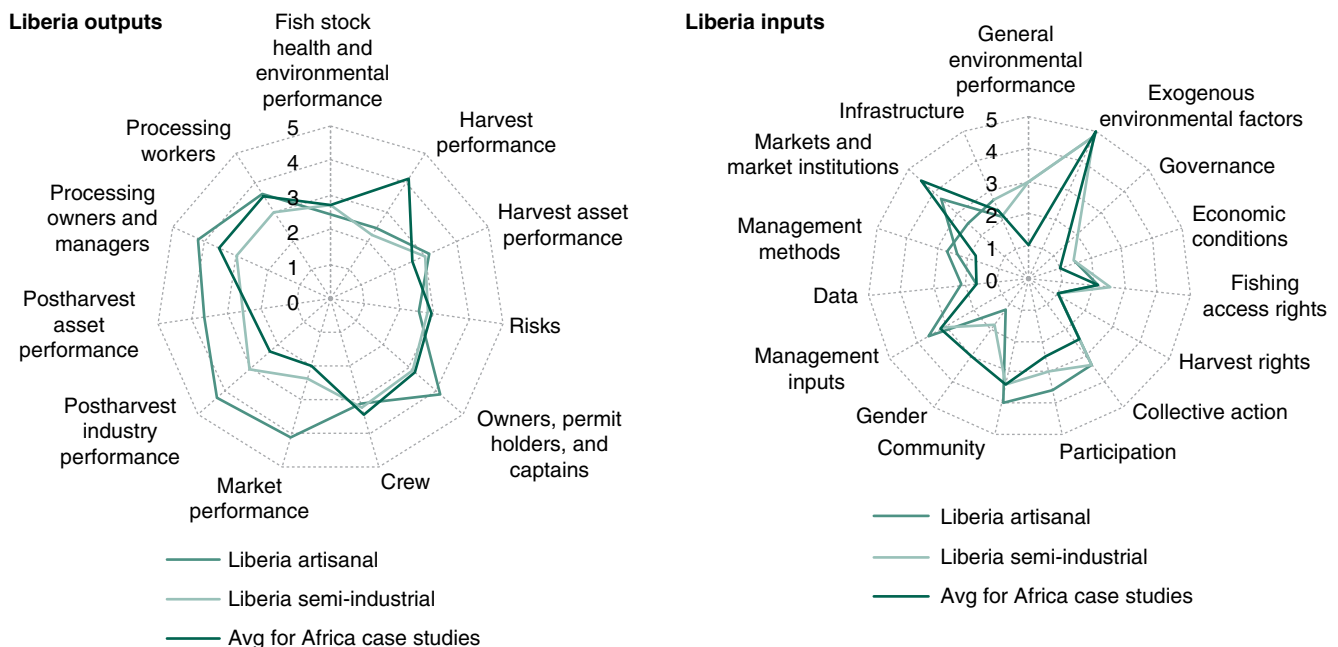 Liberia outputs
Fish stock
health and
environmental
performance
Harvest
performance
Harvest asset
performance
Risks
Owners, permit
holders, and
captains
Crew
Market
performance
Postharvest
industry
performance
Postharvest
asset
performance
Processing
owners and
managers
Processing
workers
5
4
3
2
1
0
Liberia artisanal
Liberia semi-industrial
Avg for Africa case studies
Liberia inputs
General
environmental
performance
Exogenous
environmental factors
Governance
Economic
conditions
Fishing
access rights
Harvest rights
Collective action
Participation
Community
Gender
Management
inputs
Data
Management
methods
Markets and
market institutions
Infrastructure
5
4
3
2
1
0
Liberia artisanal
Liberia semi-industrial
Avg for Africa case studies